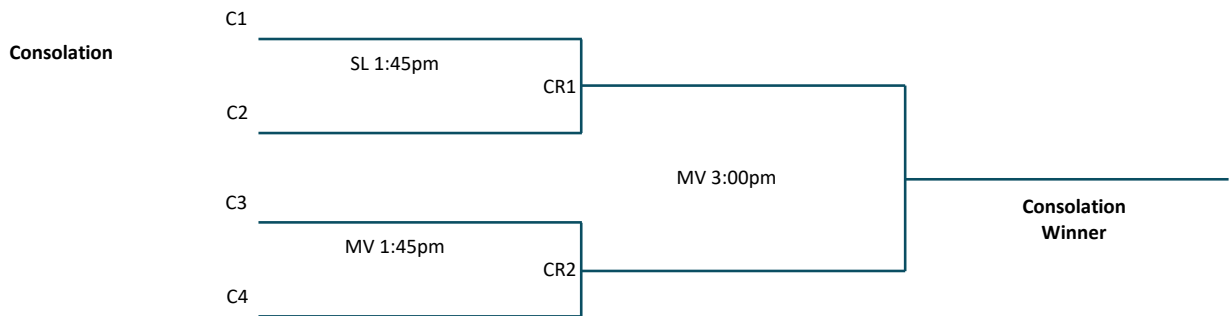 C1
Consolation
SL 1:45pm
CR1
C2
MV 3:00pm
C3
Consolation
Winner
MV 1:45pm
CR2
C4